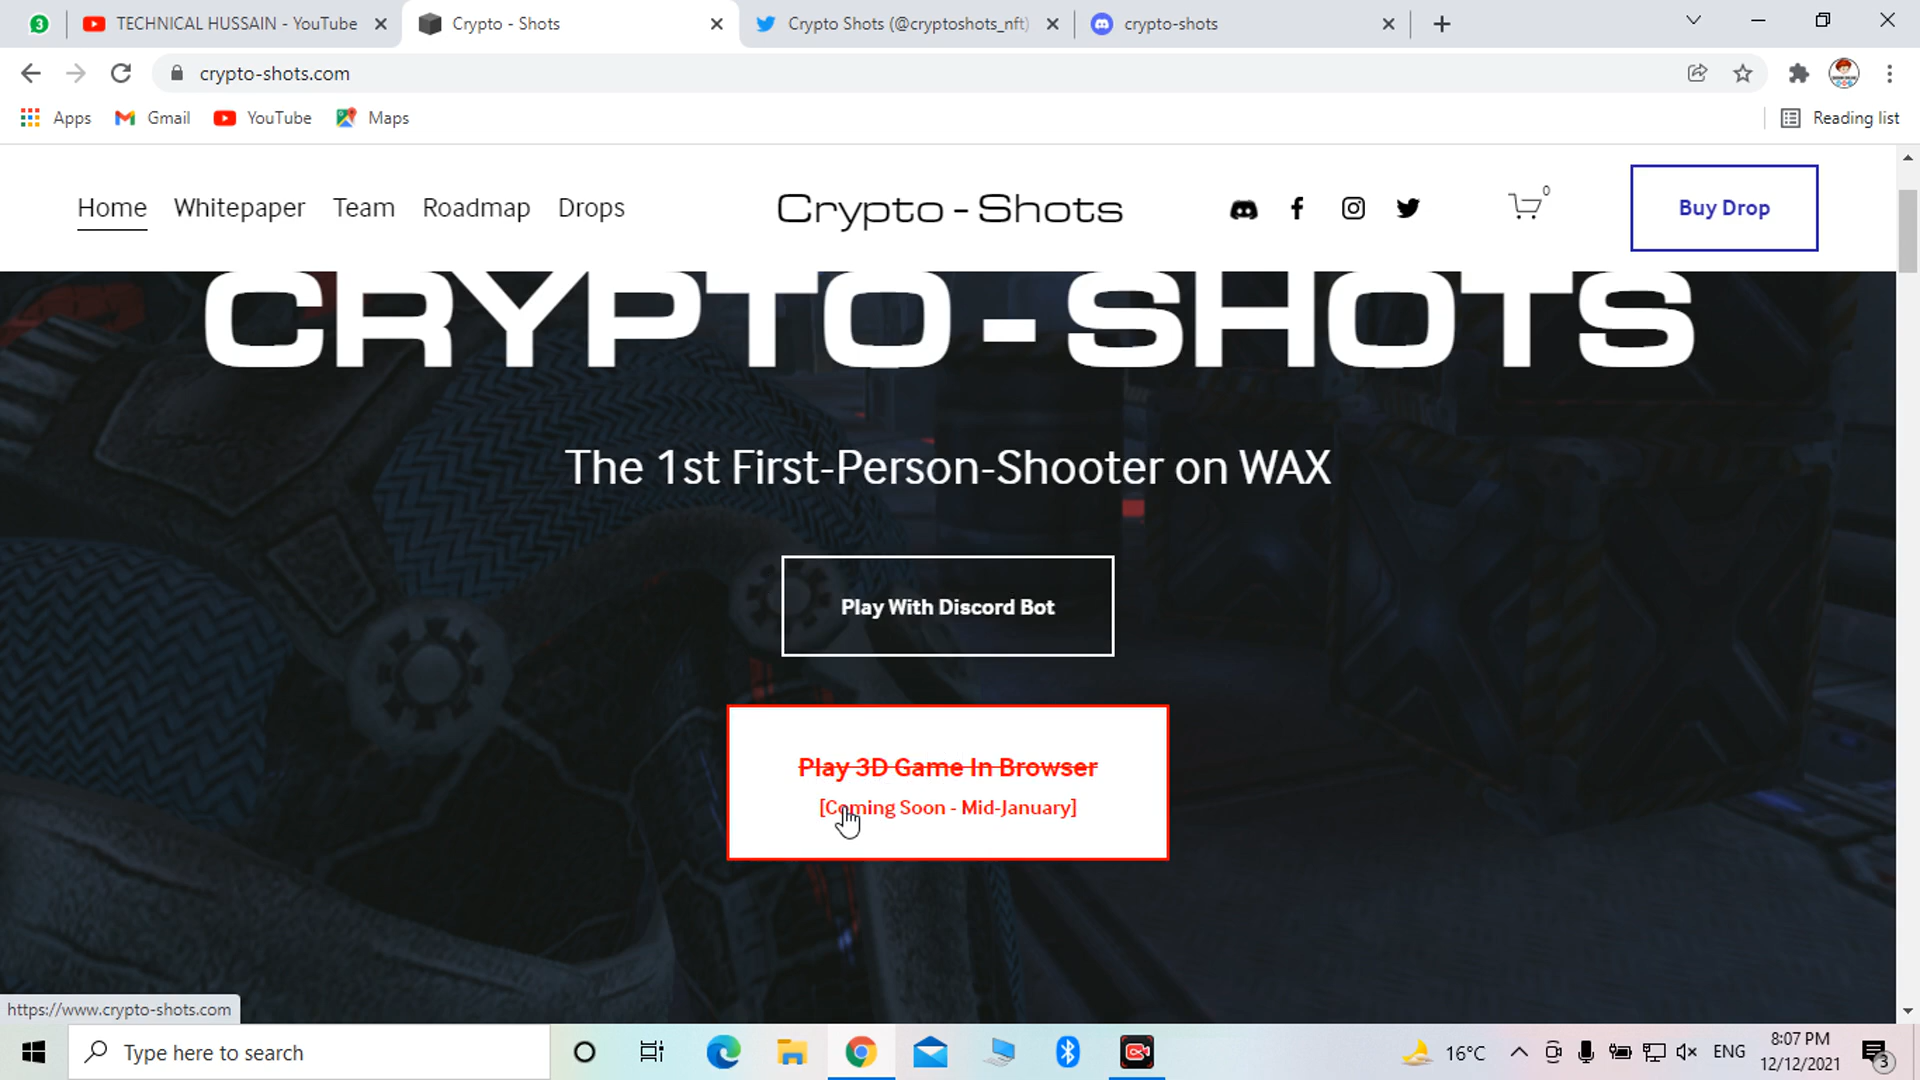 3
TECHNICAL HUSSAIN - YouTube
Crypto - Shots
Crypto Shots (@cryptoshots_nft)
crypto-shots
crypto-shots.com
Apps
Gmail
YouTube
Maps
Reading list
Home
Whitepaper
Team
Roadmap
Drops
Crypto - Shots
0
Buy Drop
CRYPTO - SHOTS
The 1st First-Person-Shooter on WAX
Play With Discord Bot
Play 3D Game In Browser
[Coming Soon - Mid-January]
https://www.crypto-shots.com
Type here to search
16°C
ENG
8:07 PM
12/12/2021
3